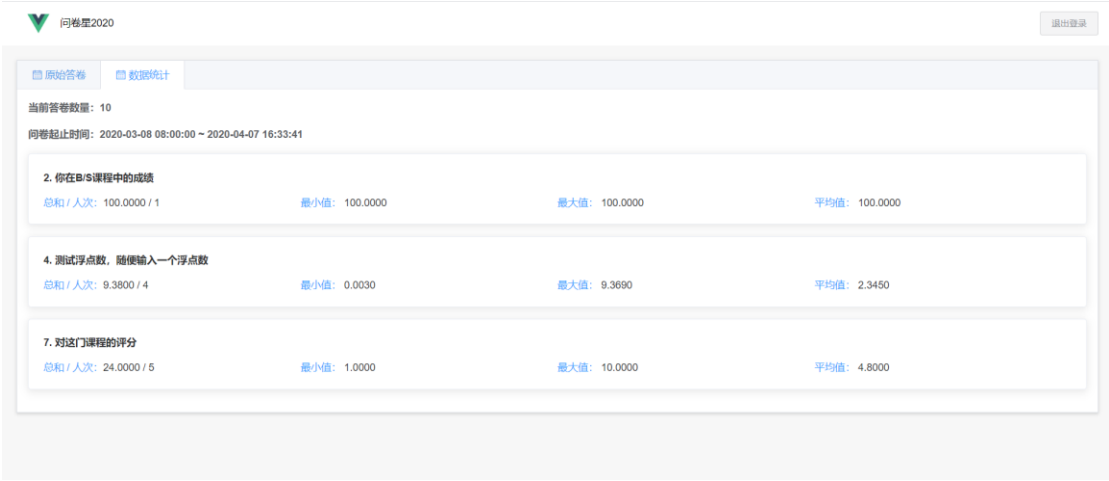 问卷星2020
退出登录
原始答卷 数据统计
当前答卷数量：10
问卷起止时间：2020-03-08 08:00:00 ~ 2020-04-07 16:33:41
2. 你在B/S课程中的成绩
总和 / 人次：100.0000 / 1 最小值：100.0000 最大值：100.0000 平均值：100.0000
4. 测试浮点数，随便输入一个浮点数
总和 / 人次：9.3800 / 4 最小值：0.0030 最大值：9.3690 平均值：2.3450
7. 对这门课程的评分
总和 / 人次：24.0000 / 5 最小值：1.0000 最大值：10.0000 平均值：4.8000